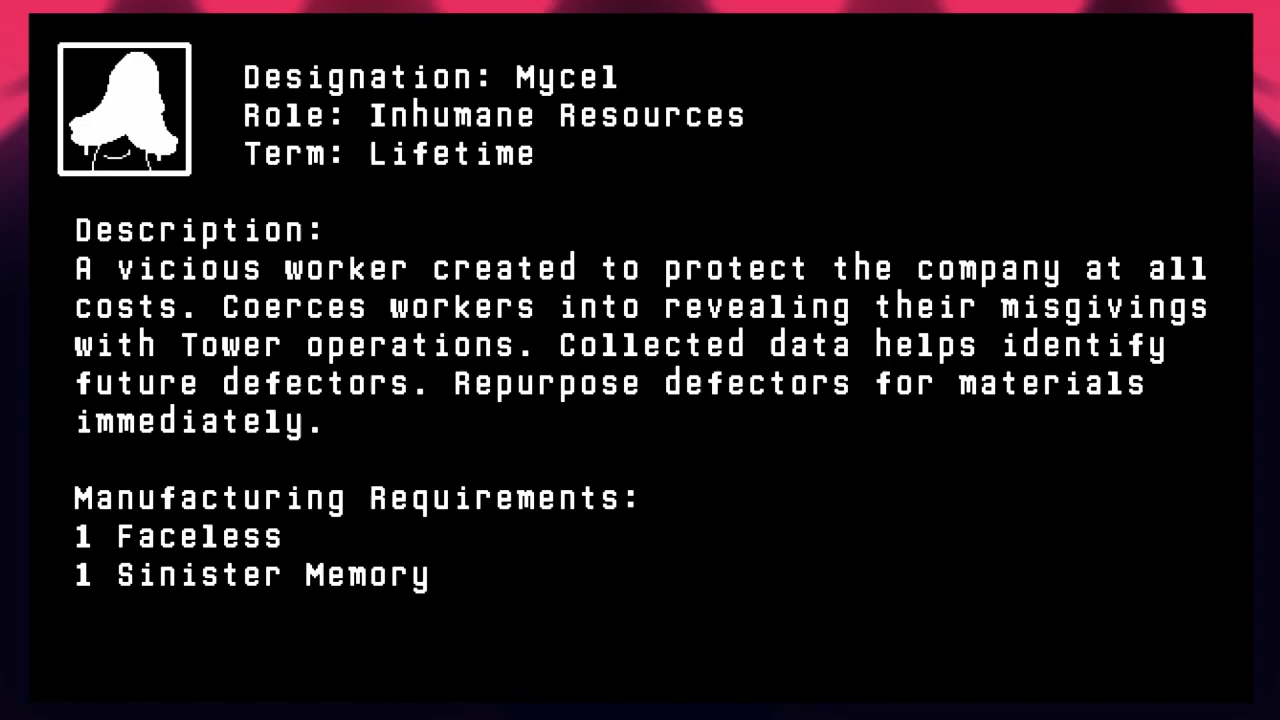 Designation: Mycel
Role: Inhumane Resources
Term: Lifetime
Description:
A vicious worker created to protect the company at all
costs. Coerces workers into revealing their misgivings
with Tower operations. Collected data helps identify
future defectors. Repurpose defectors for materials
immediately.
Manufacturing Requirements:
1 Faceless
1 Sinister Memory